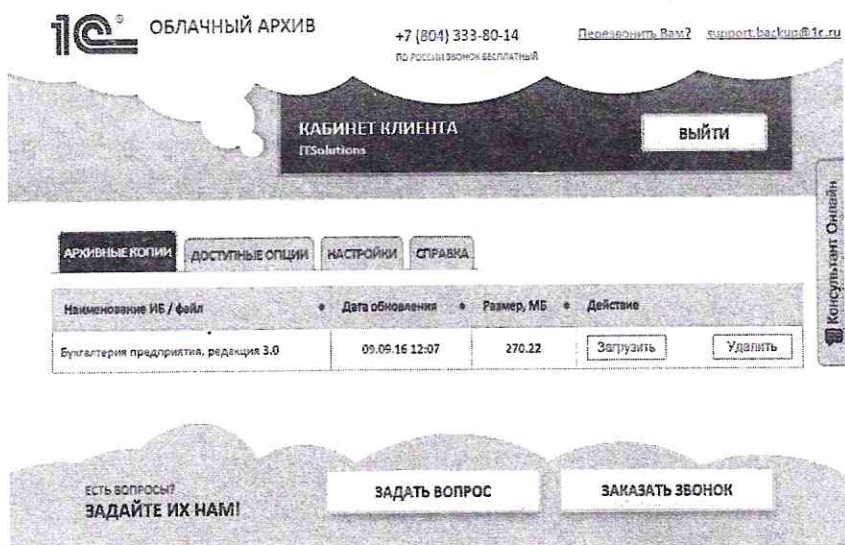 1С® ОБЛАЧНЫЙ АРХИВ
+7 (804) 333-80-14
ПО РОССИИ ЗВОНОК БЕСПЛАТНЫЙ
Перезвонить Вам?
support.backup@1c.ru
КАБИНЕТ КЛИЕНТА
ITSolutions
ВЫЙТИ
Консультант Онлайн
АРХИВНЫЕ КОПИИ ДОСТУПНЫЕ ОПЦИИ НАСТРОЙКИ СПРАВКА
Наименование ИБ / файл Дата обновления Размер, МБ Действие
Бухгалтерия предприятия, редакция 3.0 09.09.16 12:07 270.22 Загрузить Удалить
ЕСТЬ ВОПРОСЫ?
ЗАДАЙТЕ ИХ НАМ!
ЗАДАТЬ ВОПРОС
ЗАКАЗАТЬ ЗВОНОК